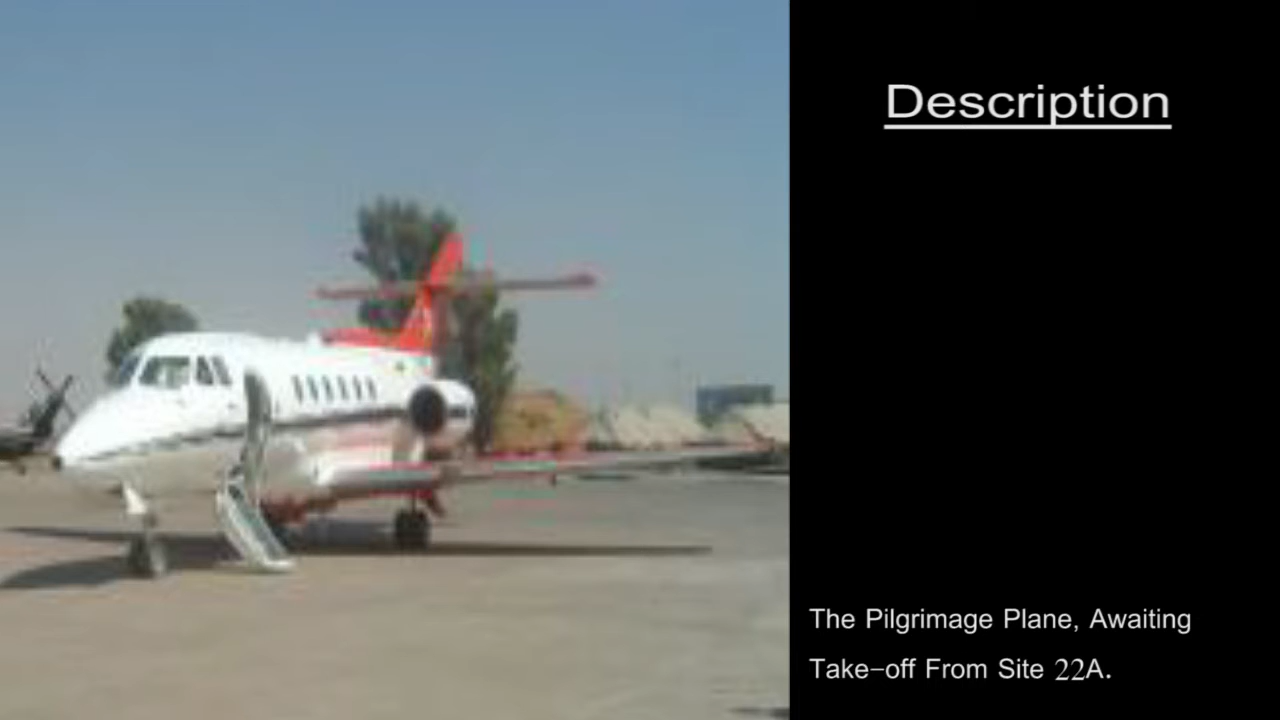 Description
The Pilgrimage Plane, Awaiting
Take-off From Site 22A.